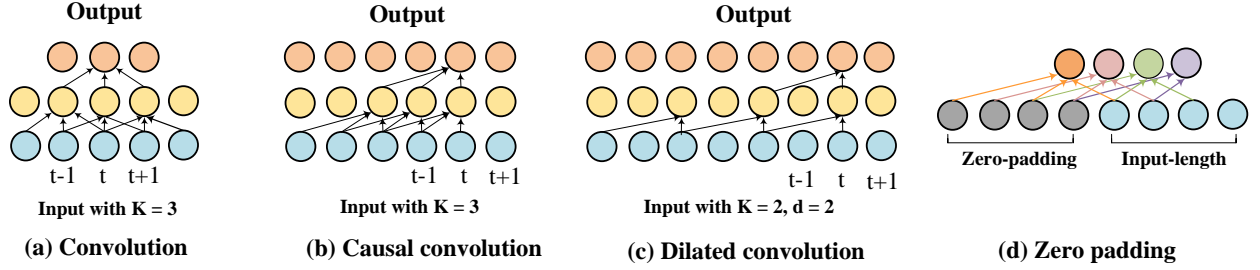 Output
t-1 t t+1
Input with K = 3
(a) Convolution
Output
t-1 t t+1
Input with K = 3
(b) Causal convolution
Output
t-1 t t+1
Input with K = 2, d = 2
(c) Dilated convolution
Zero-padding Input-length
(d) Zero padding